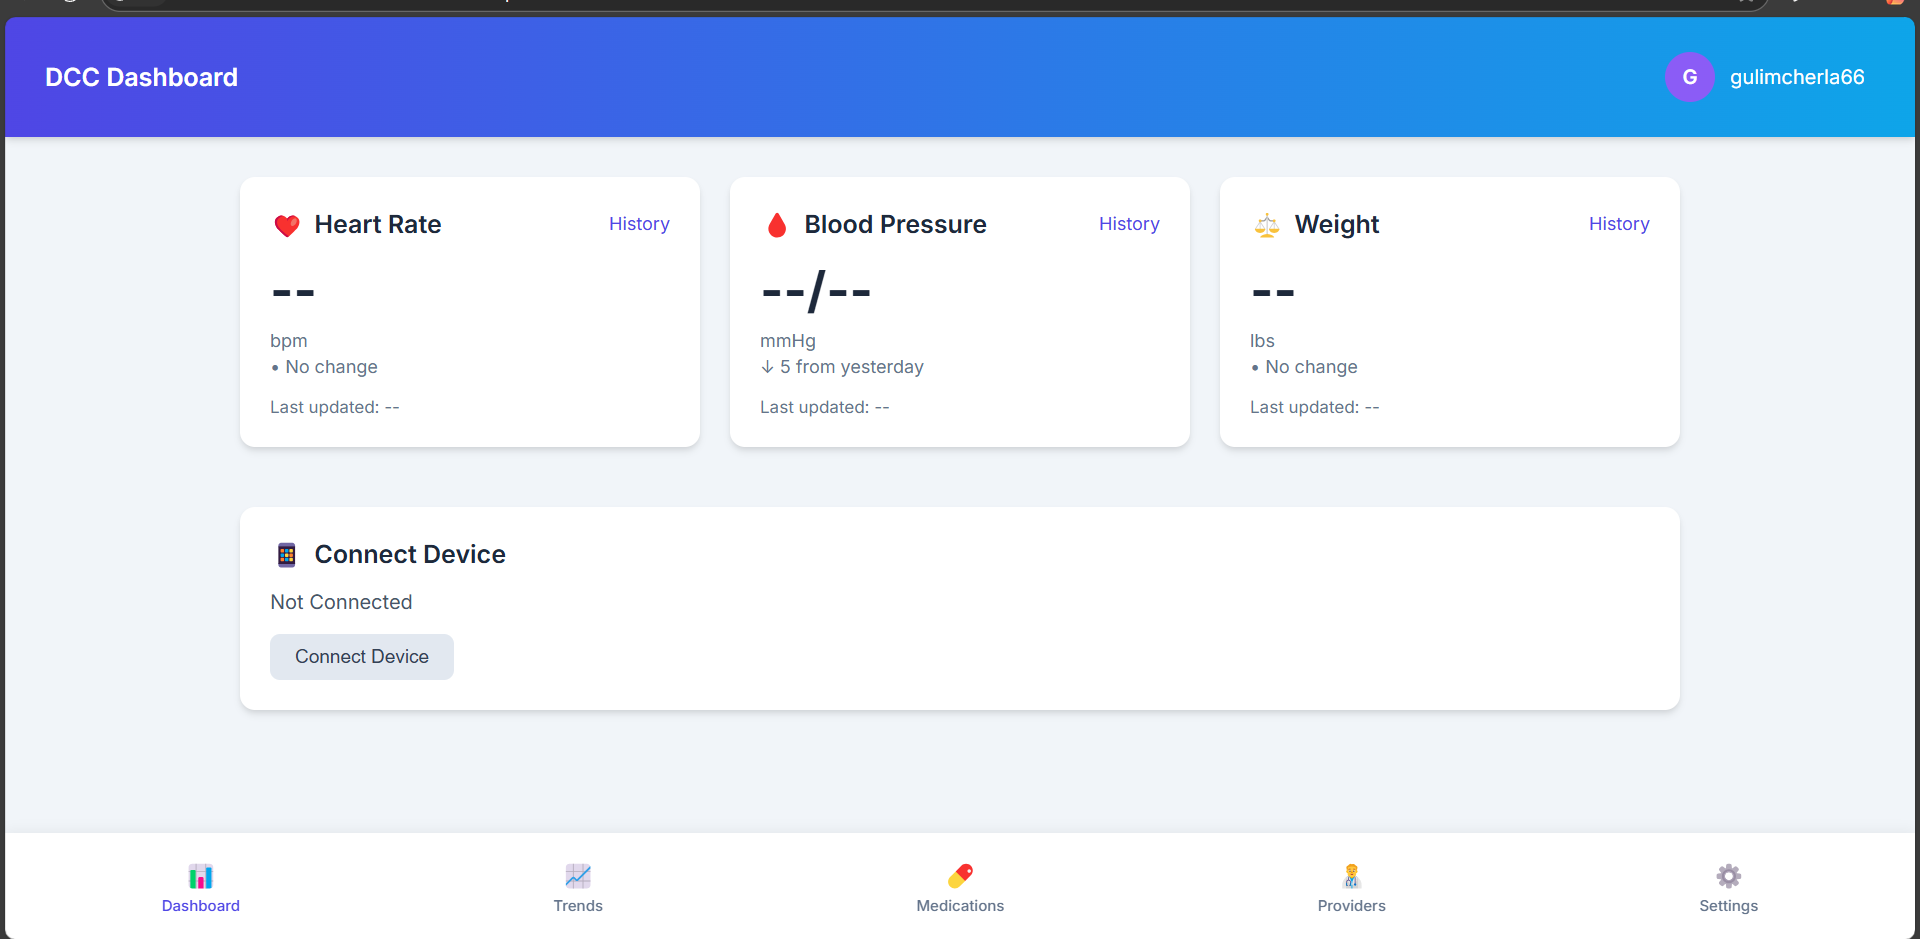 DCC Dashboard
G
gulimcherla66
Heart Rate
History
--
bpm
• No change
Last updated: --
Blood Pressure
History
--/--
mmHg
↓ 5 from yesterday
Last updated: --
Weight
History
--
lbs
• No change
Last updated: --
Connect Device
Not Connected
Connect Device
Dashboard
Trends
Medications
Providers
Settings